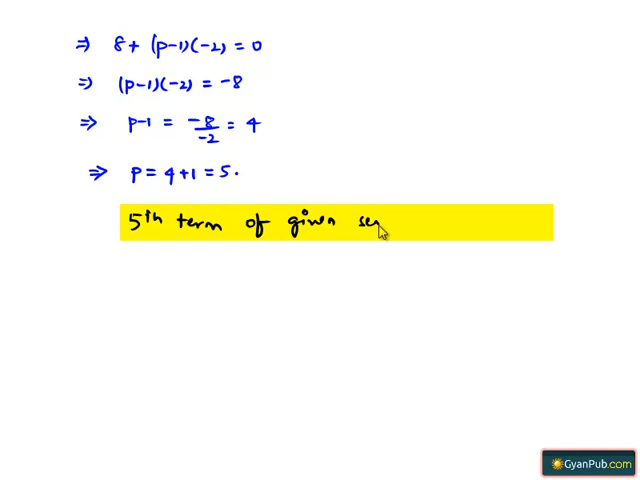 ⇒ 8 + (p-1)(-2) = 0
⇒ (p-1)(-2) = -8
⇒ p-1 = -8/-2 = 4
⇒ p = 4+1 = 5.
5th term of given se
GyanPub.com